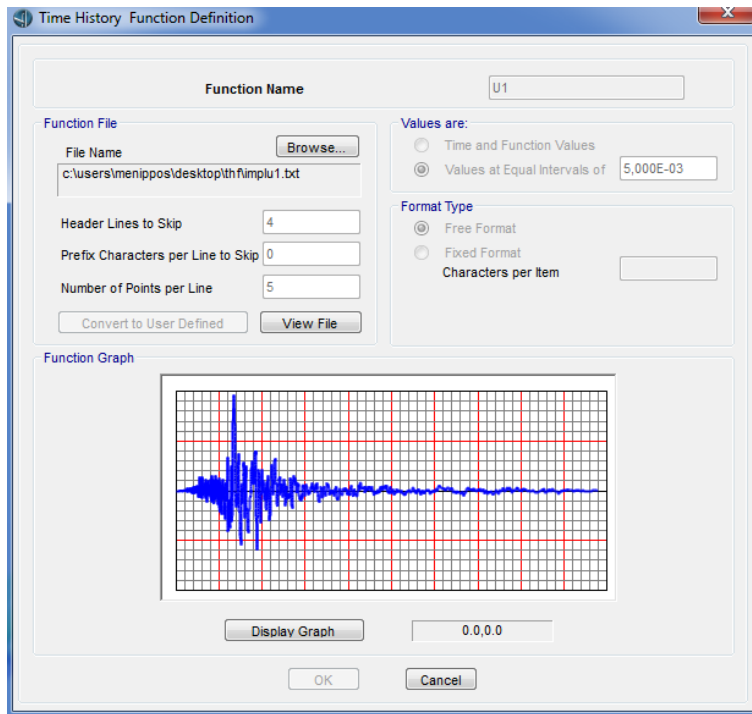 Time History Function Definition
Function Name
U1
Function File
File Name
Browse...
c:\users\menippos\desktop\thf\implu1.txt
Header Lines to Skip
4
Prefix Characters per Line to Skip
0
Number of Points per Line
5
Convert to User Defined
View File
Values are:
Time and Function Values
Values at Equal Intervals of
5,000E-03
Format Type
Free Format
Fixed Format
Characters per Item
Function Graph
Display Graph
0.0,0.0
OK
Cancel